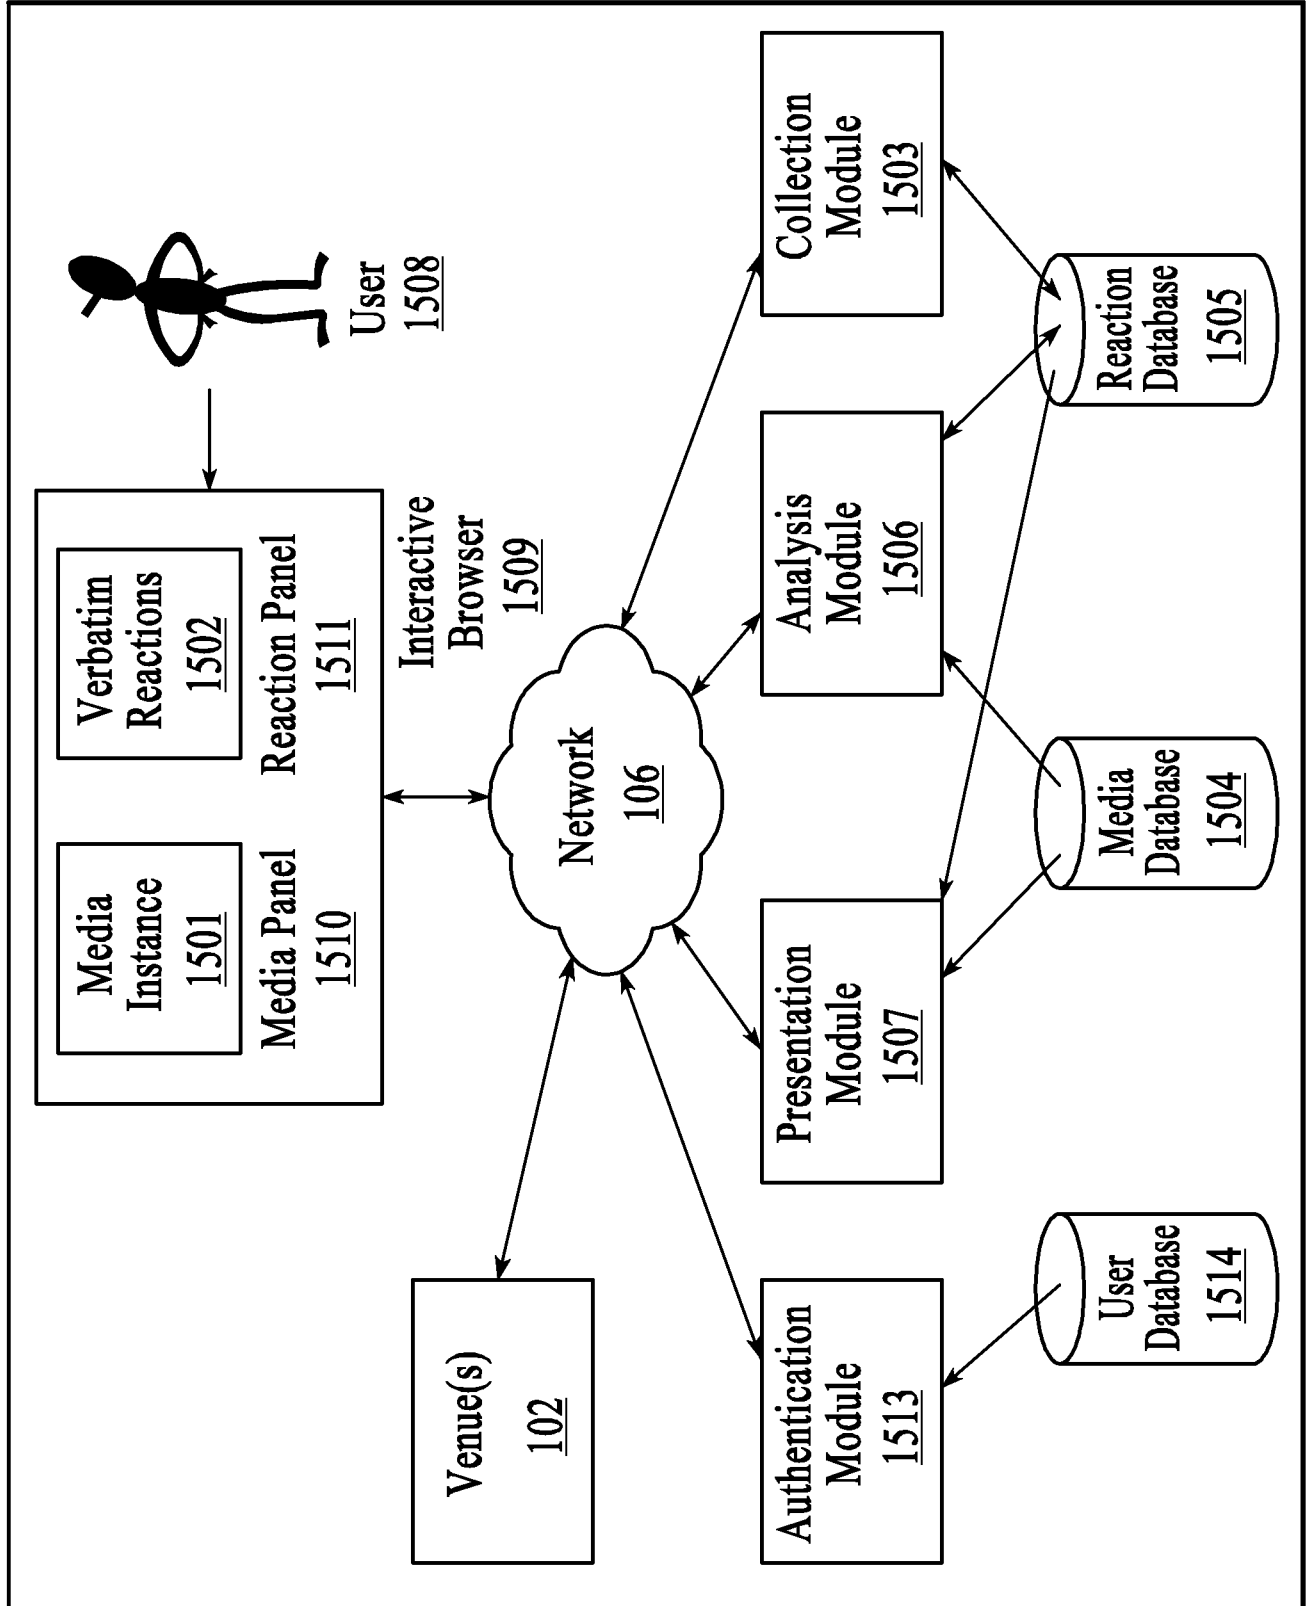 Media
Instance
1501
Media Panel
1510
Verbatim
Reactions
1502
Reaction Panel
1511
User
1508
Interactive
Browser
1509
Venue(s)
102
Network
106
Authentication
Module
1513
Presentation
Module
1507
Analysis
Module
1506
Collection
Module
1503
User
Database
1514
Media
Database
1504
Reaction
Database
1505